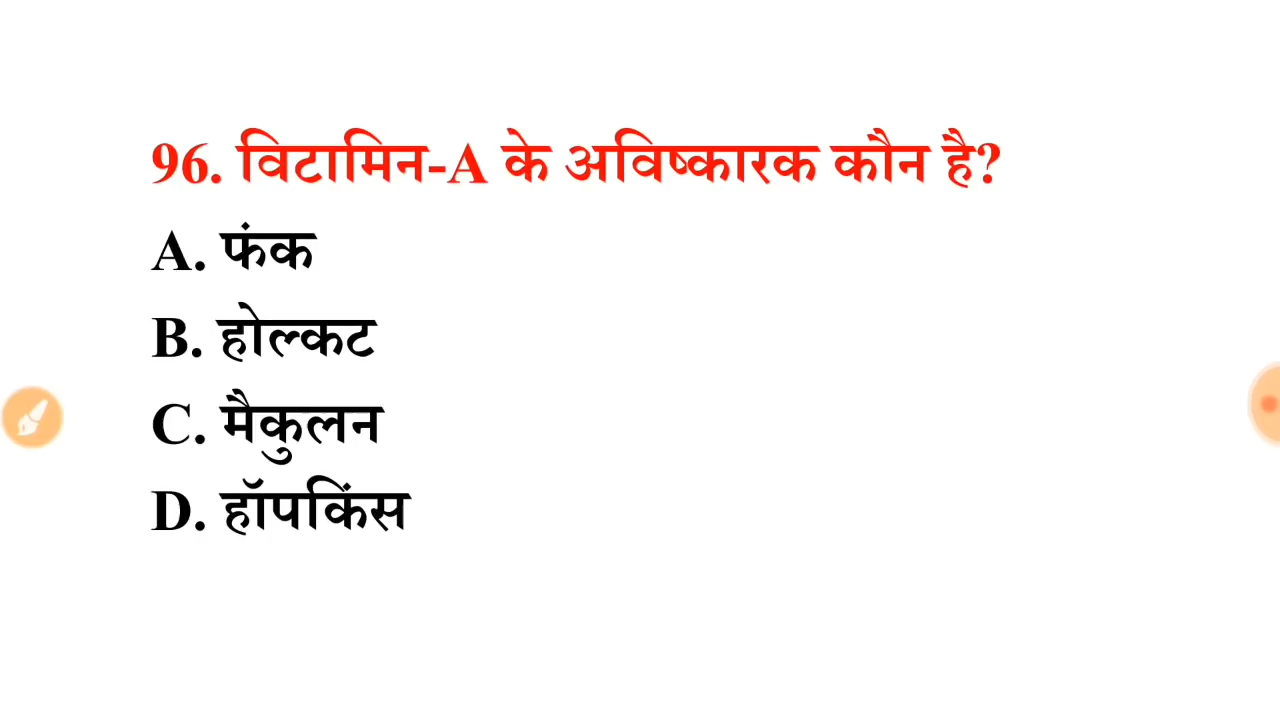 96. विटामिन-A के अविष्कारक कौन है?
A. फंक
B. होल्कट
C. मैकुलन
D. हॉपकिंस